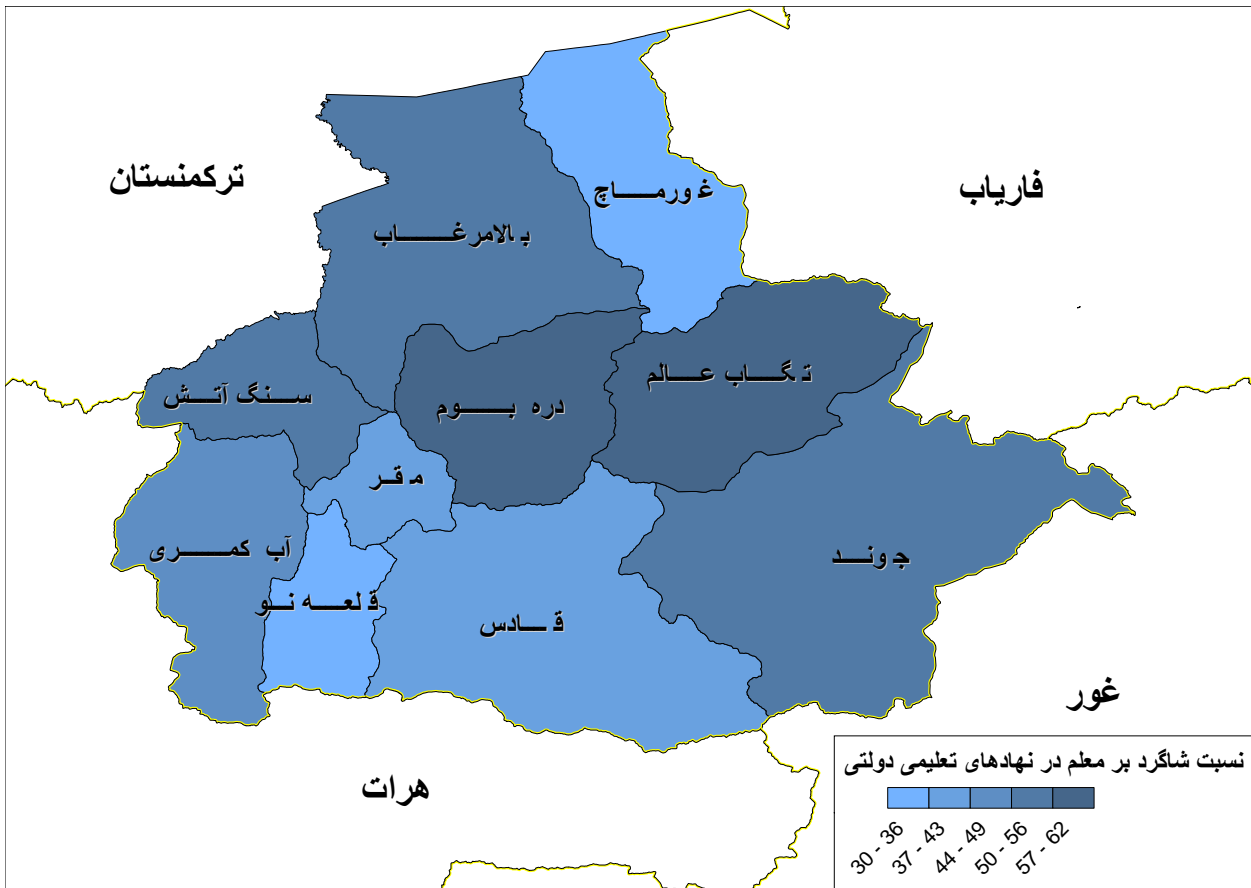 ترکمنستان
فاریاب
غورماچ
بالامرغاب
تگاب عالم
سنگ آتش
دره بوم
مقر
آب کمری
جوند
قلعه نو
قادس
غور
هرات
نسبت شاگرد بر معلم در نهادهای تعلیمی دولتی
30 - 36
37 - 43
44 - 49
50 - 56
57 - 62